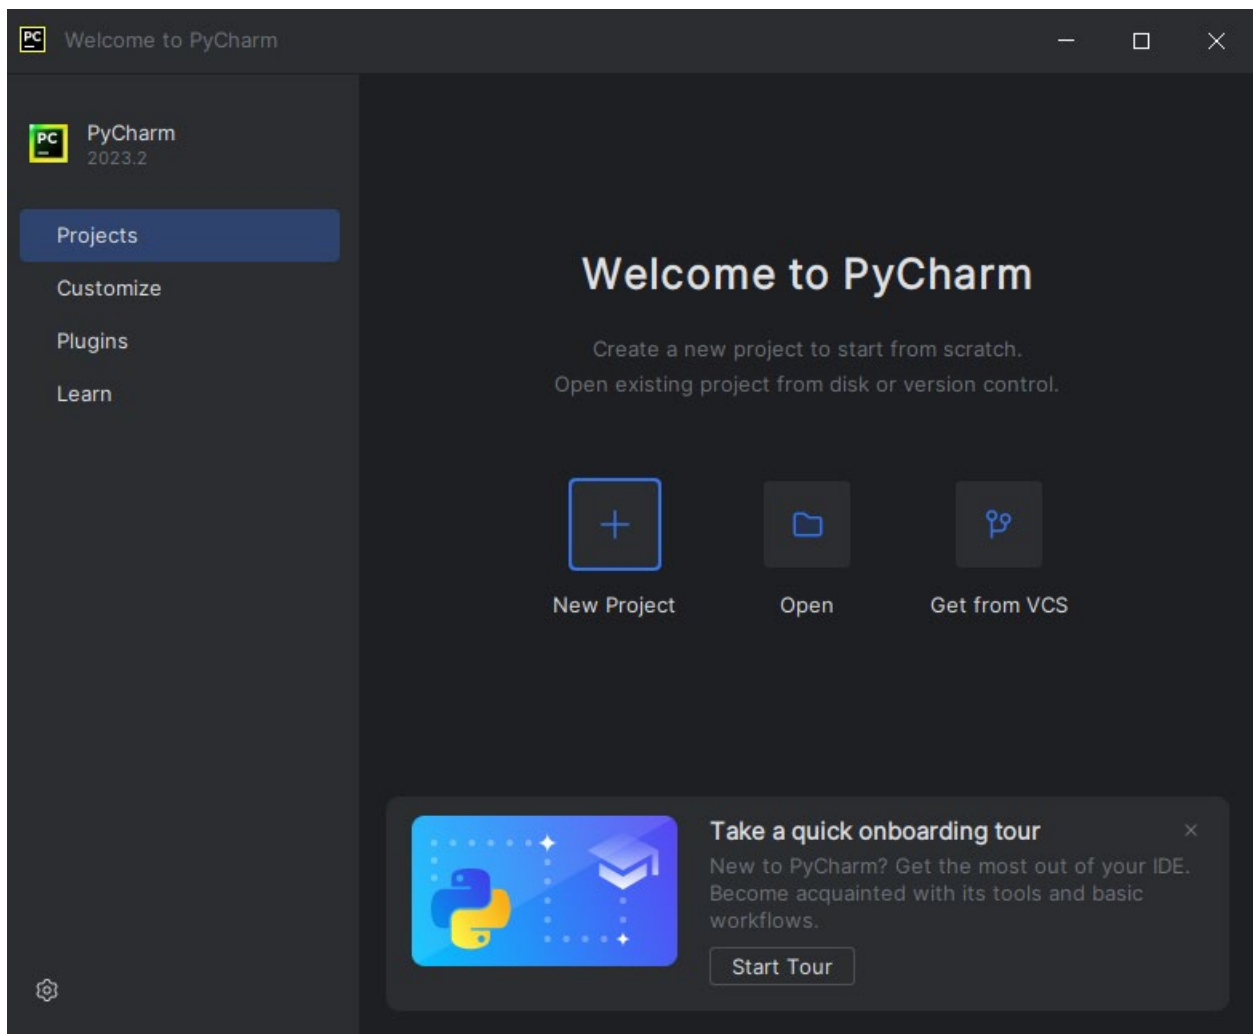 PC Welcome to PyCharm
PC PyCharm
2023.2
Projects
Customize
Plugins
Learn
Welcome to PyCharm
Create a new project to start from scratch.
Open existing project from disk or version control.
New Project Open Get from VCS
Take a quick onboarding tour
New to PyCharm? Get the most out of your IDE.
Become acquainted with its tools and basic
workflows.
Start Tour